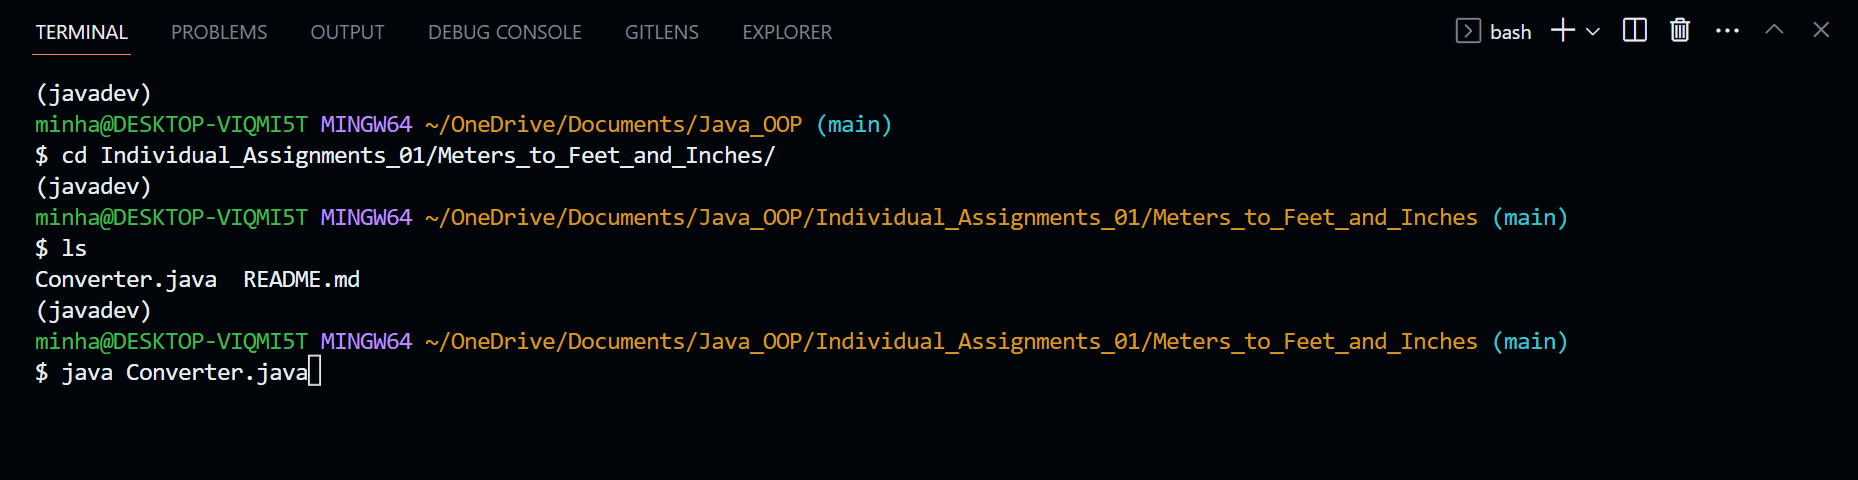 TERMINAL PROBLEMS OUTPUT DEBUG CONSOLE GITLENS EXPLORER bash
(javadev)
minha@DESKTOP-VIQMI5T MINGW64 ~/OneDrive/Documents/Java_OOP (main)
$ cd Individual_Assignments_01/Meters_to_Feet_and_Inches/
(javadev)
minha@DESKTOP-VIQMI5T MINGW64 ~/OneDrive/Documents/Java_OOP/Individual_Assignments_01/Meters_to_Feet_and_Inches (main)
$ ls
Converter.java  README.md
(javadev)
minha@DESKTOP-VIQMI5T MINGW64 ~/OneDrive/Documents/Java_OOP/Individual_Assignments_01/Meters_to_Feet_and_Inches (main)
$ java Converter.java